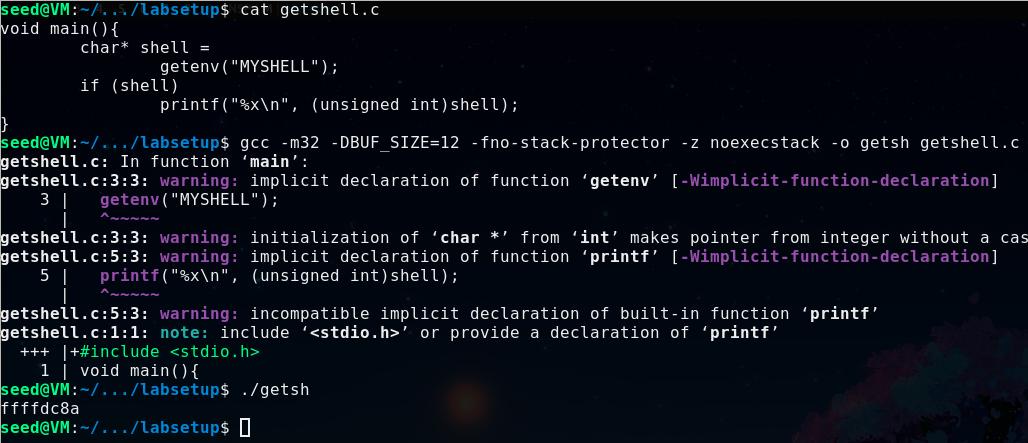 seed@VM:~/.../labsetup$ cat getshell.c
void main(){
        char* shell =
                getenv("MYSHELL");
        if (shell)
                printf("%x\n", (unsigned int)shell);
}
seed@VM:~/.../labsetup$ gcc -m32 -DBUF_SIZE=12 -fno-stack-protector -z noexecstack -o getsh getshell.c
getshell.c: In function ‘main’:
getshell.c:3:3: warning: implicit declaration of function ‘getenv’ [-Wimplicit-function-declaration]
    3 |   getenv("MYSHELL");
      |   ^~~~~~
getshell.c:3:3: warning: initialization of ‘char *’ from ‘int’ makes pointer from integer without a cas
getshell.c:5:3: warning: implicit declaration of function ‘printf’ [-Wimplicit-function-declaration]
    5 |   printf("%x\n", (unsigned int)shell);
      |   ^~~~~~
getshell.c:5:3: warning: incompatible implicit declaration of built-in function ‘printf’
getshell.c:1:1: note: include ‘<stdio.h>’ or provide a declaration of ‘printf’
  +++ |+#include <stdio.h>
    1 | void main(){
seed@VM:~/.../labsetup$ ./getsh
ffffdc8a
seed@VM:~/.../labsetup$